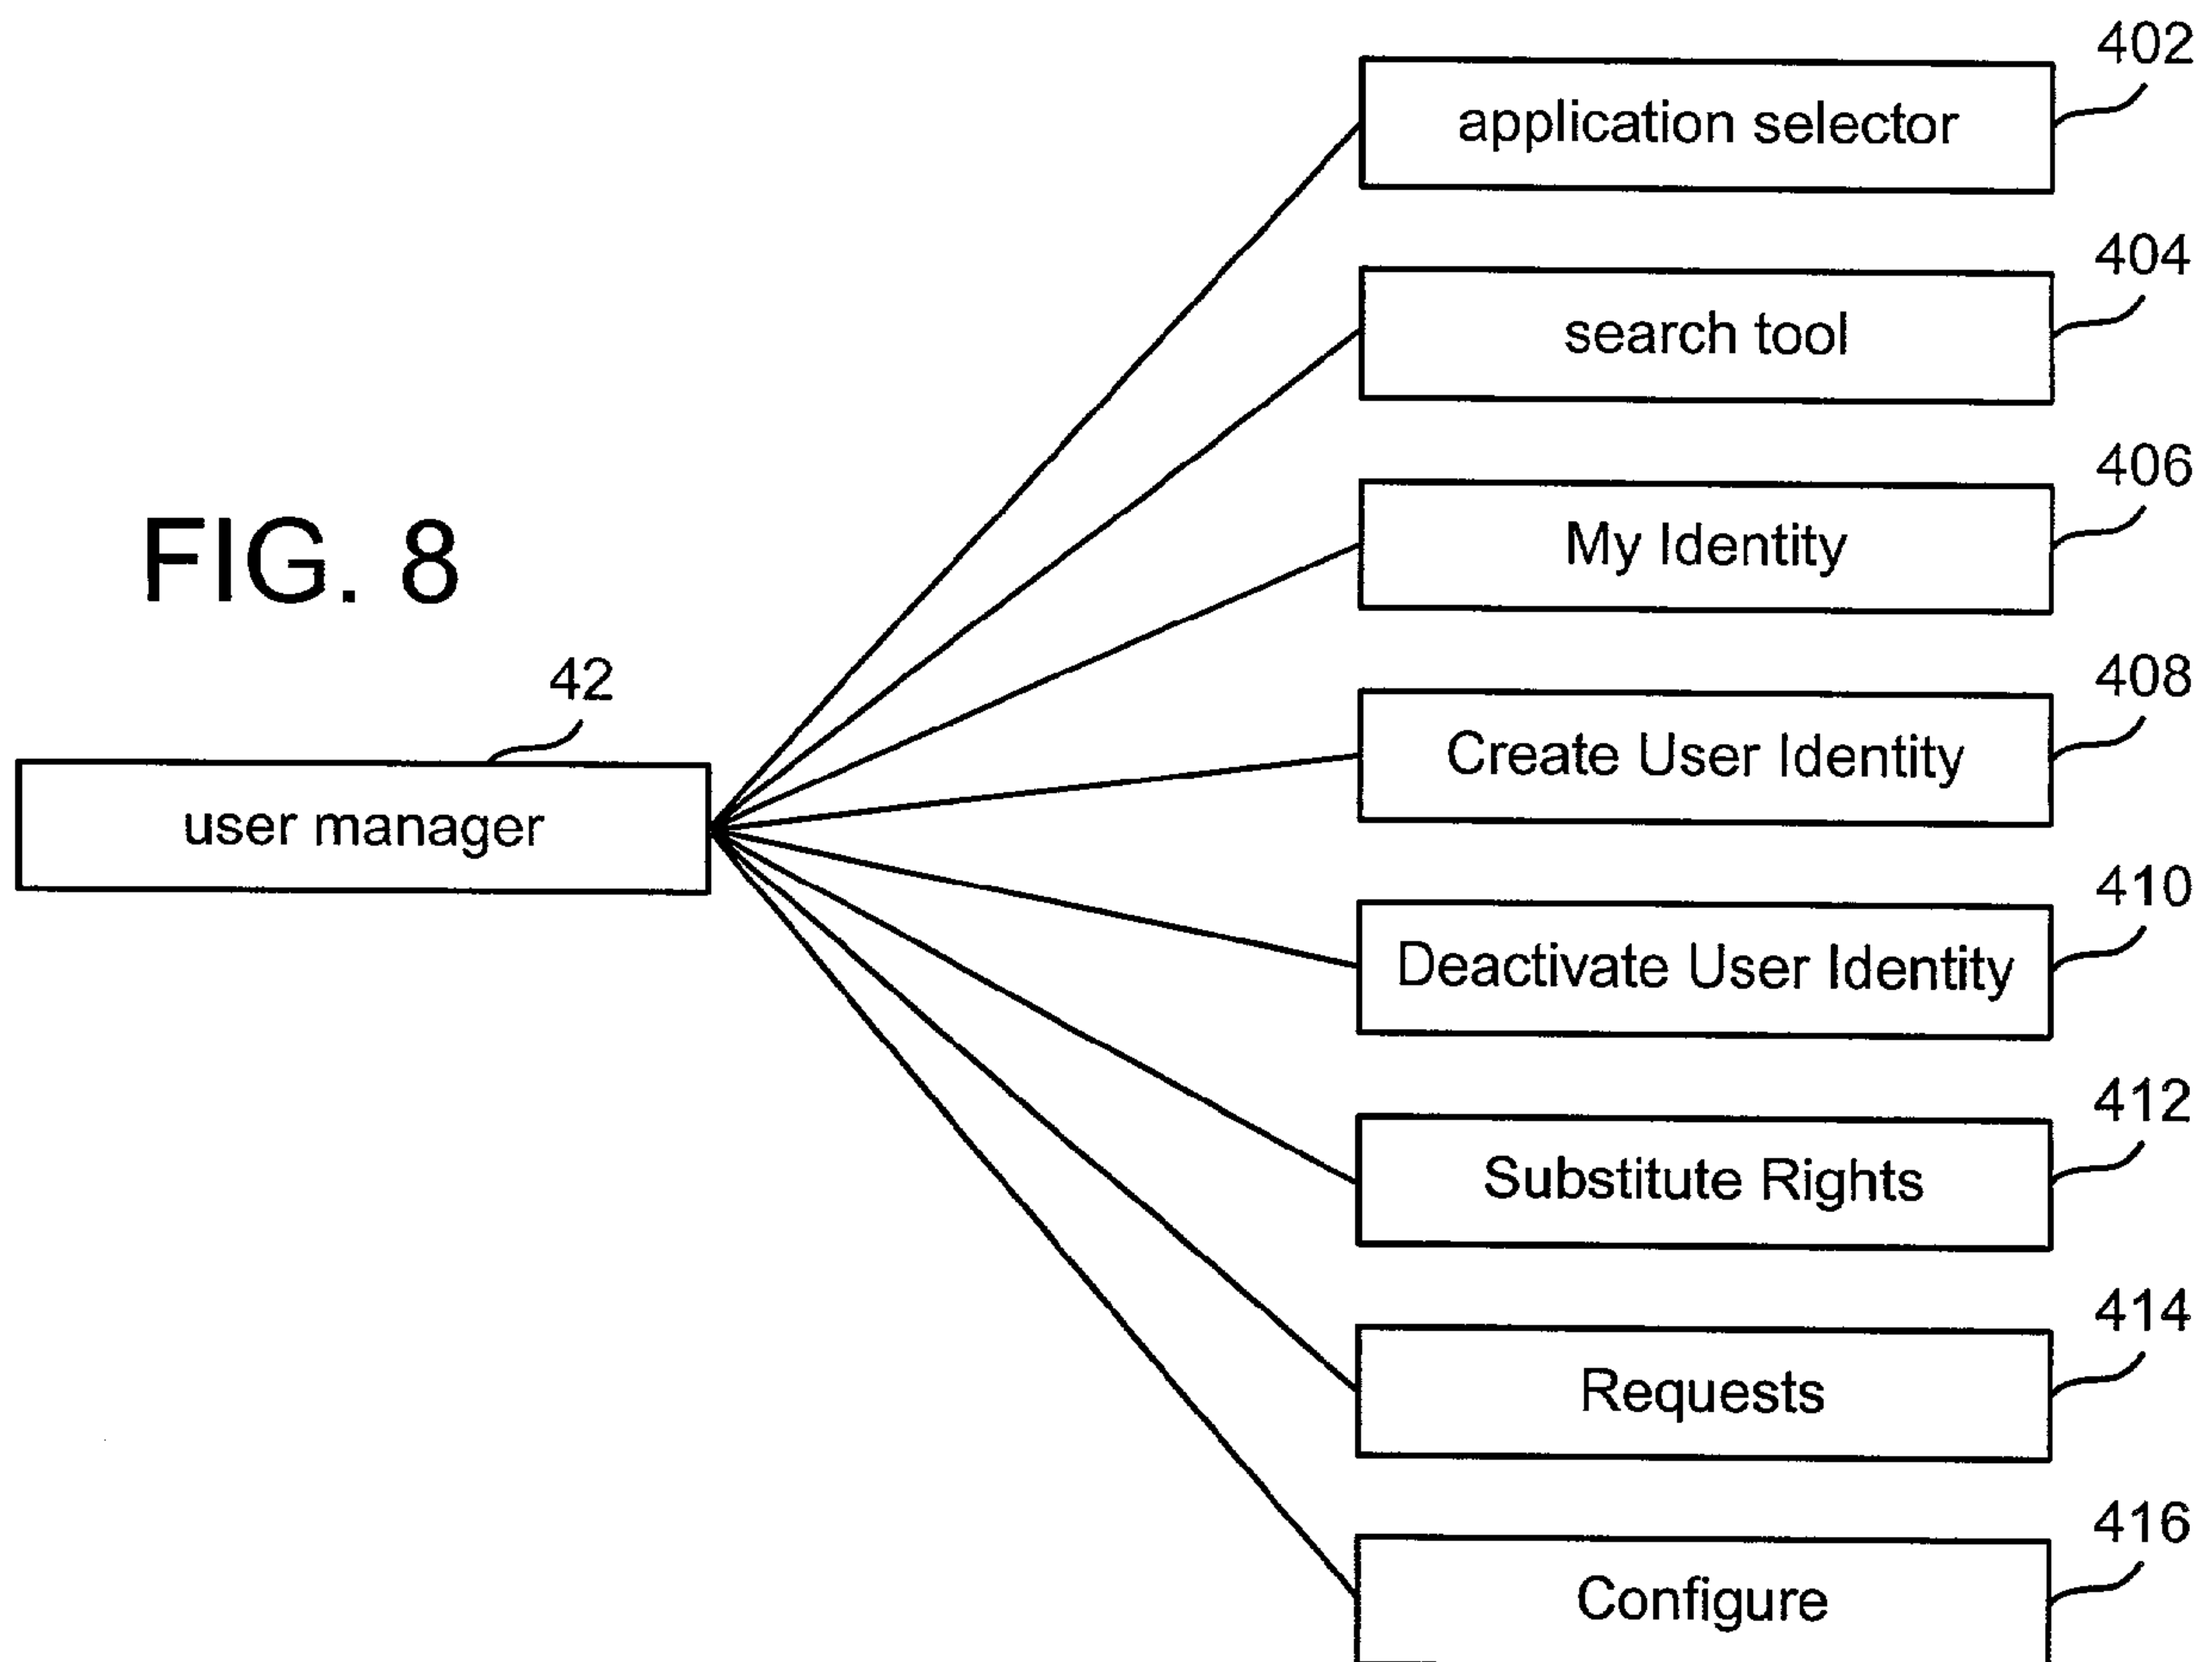 402
application selector
404
search tool
406
My Identity
FIG. 8
408
42
Create User Identity
user manager
410
Deactivate User Identity
412
Substitute Rights
414
Requests
416
Configure